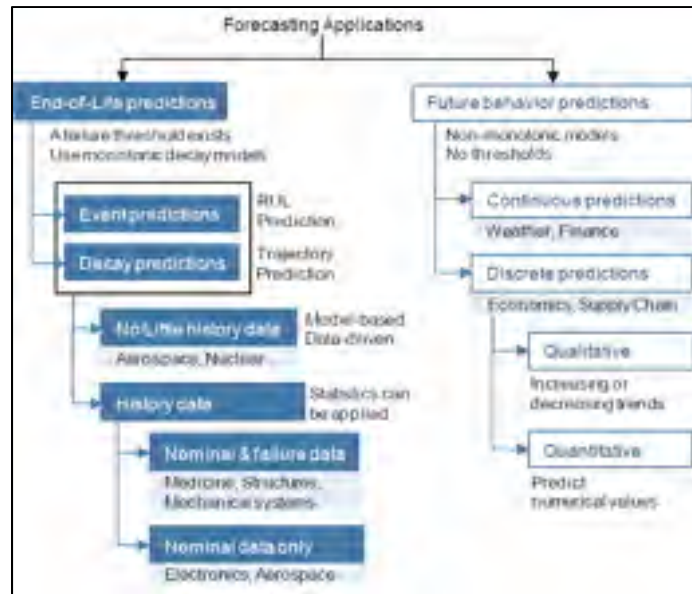 Forecasting Applications
End-of-Life predictions
A failure threshold exists
Use monotonic decay models
Event predictions
RUL
Prediction
Decay predictions
Trajectory
Prediction
No/Little history data
Model-based
Data-driven
Aerospace, Nuclear
History data
Statistics can
be applied
Nominal & failure data
Medicine, Structures,
Mechanical systems
Nominal data only
Electronics, Aerospace
Future behavior predictions
Non-monotonic models
No thresholds
Continuous predictions
Weather, Finance
Discrete predictions
Economics, Supply Chain
Qualitative
Increasing or
decreasing trends
Quantitative
Predict
numerical values